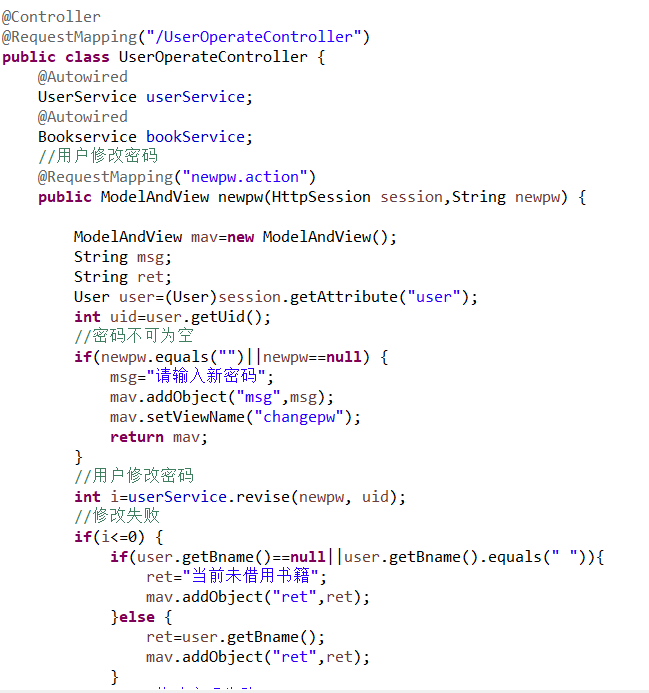 @Controller
@RequestMapping("/UserOperateController")
public class UserOperateController {
    @Autowired
    UserService userService;
    @Autowired
    Bookservice bookService;
    //用户修改密码
    @RequestMapping("newpw.action")
    public ModelAndView newpw(HttpSession session,String newpw) {
        ModelAndView mav=new ModelAndView();
        String msg;
        String ret;
        User user=(User)session.getAttribute("user");
        int uid=user.getUid();
        //密码不可为空
        if(newpw.equals("")||newpw==null) {
            msg="请输入新密码";
            mav.addObject("msg",msg);
            mav.setViewName("changepw");
            return mav;
        }
        //用户修改密码
        int i=userService.revise(newpw, uid);
        //修改失败
        if(i<=0) {
            if(user.getBname()==null||user.getBname().equals(" ")){
                ret="当前未借用书籍";
                mav.addObject("ret",ret);
            }else {
                ret=user.getBname();
                mav.addObject("ret",ret);
            }